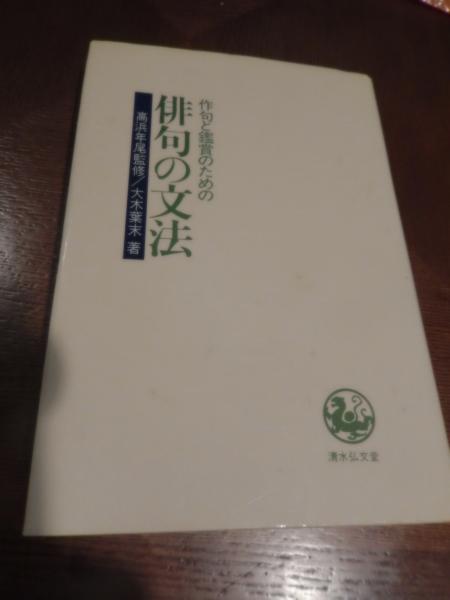 作句と鑑賞のための
俳句の文法
高浜年尾監修/大木葉末 著
清水弘文堂